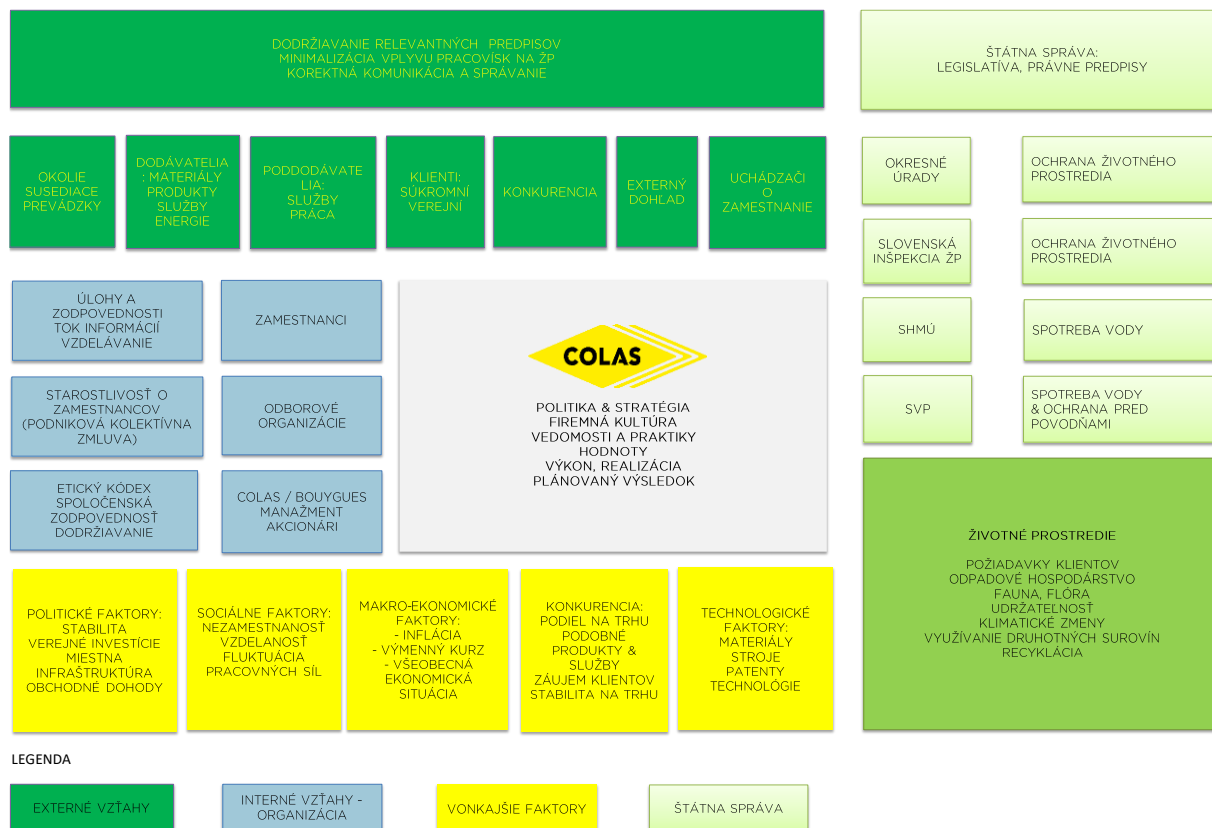 DODRŽIAVANIE RELEVANTNÝCH PREDPISOV
MINIMALIZÁCIA VPLYVU PRACOVÍSK NA ŽP
KOREKTNÁ KOMUNIKÁCIA A SPRÁVANIE
ŠTÁTNA SPRÁVA:
LEGISLATÍVA, PRÁVNE PREDPISY
OKOLIE
SUSEDIACE
PREVÁDZKY
DODÁVATELIA
: MATERIÁLY
PRODUKTY
SLUŽBY
ENERGIE
PODDODÁVATE
LIA:
SLUŽBY
PRÁCA
KLIENTI:
SÚKROMNÍ
VEREJNÍ
KONKURENCIA
EXTERNÝ
DOHĽAD
UCHÁDZAČI
O
ZAMESTNANIE
OKRESNÉ
ÚRADY
OCHRANA ŽIVOTNÉHO
PROSTREDIA
SLOVENSKÁ
INŠPEKCIA ŽP
OCHRANA ŽIVOTNÉHO
PROSTREDIA
SHMÚ
SPOTREBA VODY
SVP
SPOTREBA VODY
& OCHRANA PRED
POVODŇAMI
ÚLOHY A
ZODPOVEDNOSTI
TOK INFORMÁCIÍ
VZDELÁVANIE
ZAMESTNANCI
STAROSTLIVOSŤ O
ZAMESTNANCOV
(PODNIKOVÁ KOLEKTÍVNA
ZMLUVA)
ODBOROVÉ
ORGANIZÁCIE
ETICKÝ KÓDEX
SPOLOČENSKÁ
ZODPOVEDNOSŤ
DODRŽIAVANIE
COLAS / BOUYGUES
MANAŽMENT
AKCIONÁRI
COLAS
POLITIKA & STRATÉGIA
FIREMNÁ KULTÚRA
VEDOMOSTI A PRAKTIKY
HODNOTY
VÝKON, REALIZÁCIA
PLÁNOVANÝ VÝSLEDOK
ŽIVOTNÉ PROSTREDIE
POŽIADAVKY KLIENTOV
ODPADOVÉ HOSPODÁRSTVO
FAUNA, FLÓRA
UDRŽATEĽNOSŤ
KLIMATICKÉ ZMENY
VYUŽÍVANIE DRUHOTNÝCH SUROVÍN
RECYKLÁCIA
POLITICKÉ FAKTORY:
STABILITA
VEREJNÉ INVESTÍCIE
MIESTNA
INFRAŠTRUKTÚRA
OBCHODNÉ DOHODY
SOCIÁLNE FAKTORY:
NEZAMESTNANOSŤ
VZDELANOSŤ
FLUKTUÁCIA
PRACOVNÝCH SÍL
MAKRO-EKONOMICKÉ
FAKTORY:
- INFLÁCIA
- VÝMENNÝ KURZ
- VŠEOBECNÁ
EKONOMICKÁ
SITUÁCIA
KONKURENCIA:
PODIEL NA TRHU
PODOBNÉ
PRODUKTY &
SLUŽBY
ZÁUJEM KLIENTOV
STABILITA NA TRHU
TECHNOLOGICKÉ
FAKTORY:
MATERIÁLY
STROJE
PATENTY
TECHNOLÓGIE
LEGENDA
EXTERNÉ VZŤAHY
INTERNÉ VZŤAHY -
ORGANIZÁCIA
VONKAJŠIE FAKTORY
ŠTÁTNA SPRÁVA